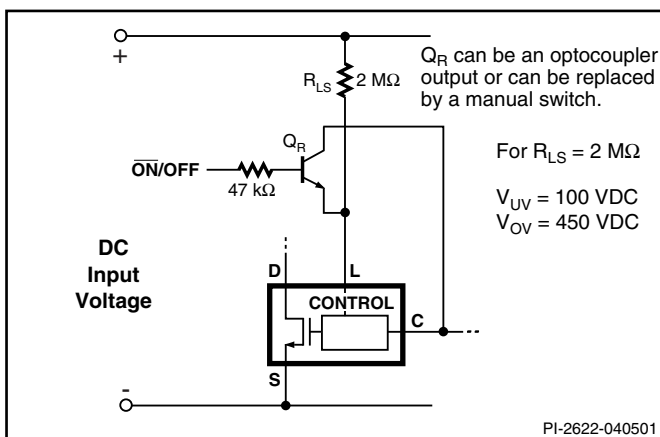 +
R_LS 2 MΩ
Q_R can be an optocoupler
output or can be replaced
by a manual switch.
Q_R
O̅N̅/OFF
47 kΩ
For R_LS = 2 MΩ
V_UV = 100 VDC
V_OV = 450 VDC
DC
Input
Voltage
D
L
CONTROL
C
S
-
PI-2622-040501